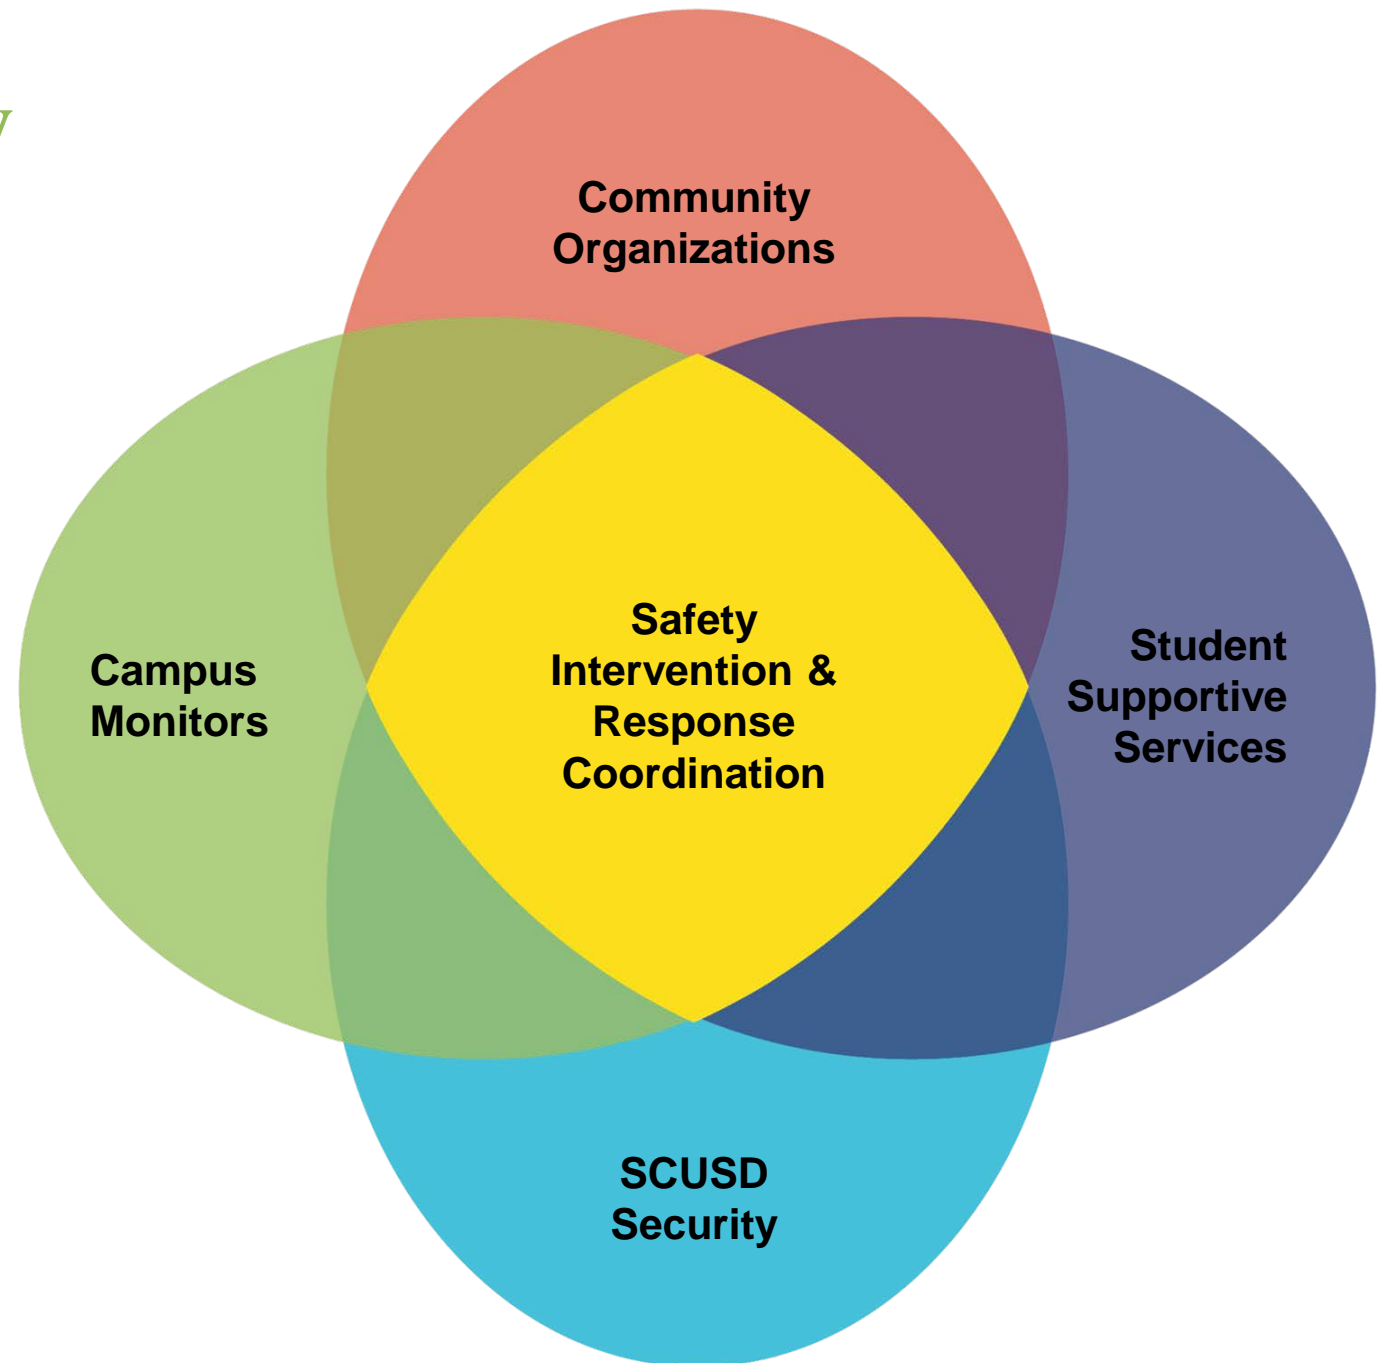 Community
Organizations
Campus
Monitors
Safety
Intervention &
Response
Coordination
Student
Supportive
Services
SCUSD
Security